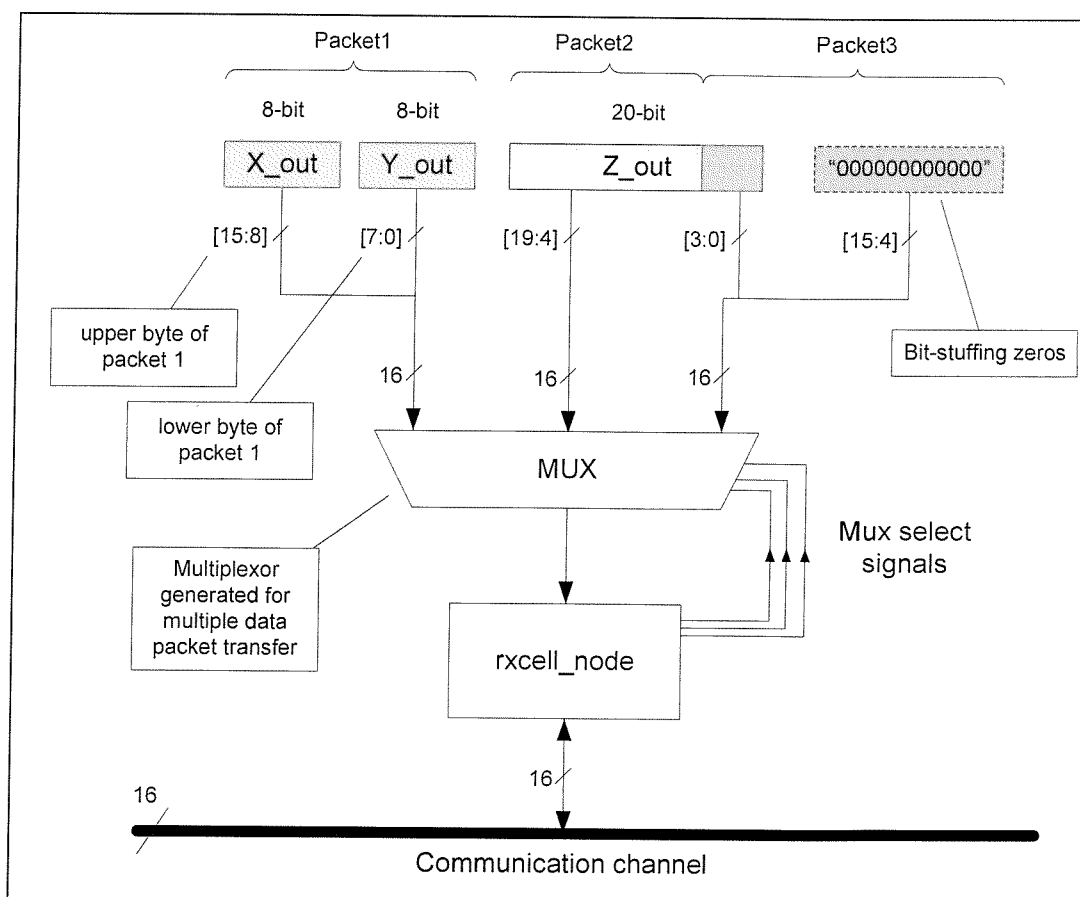 Packet1
Packet2
Packet3
8-bit
8-bit
20-bit
X_out
Y_out
Z_out
"000000000000"
[15:8]
[7:0]
[19:4]
[3:0]
[15:4]
upper byte of
packet 1
Bit-stuffing zeros
16
16
16
lower byte of
packet 1
MUX
Mux select
signals
Multiplexor
generated for
multiple data
packet transfer
rxcell_node
16
16
Communication channel